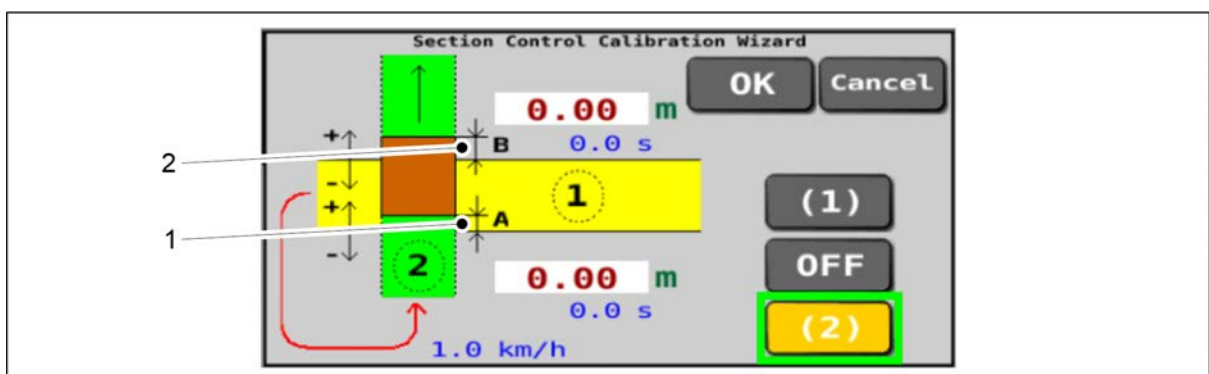 Section Control Calibration Wizard
OK Cancel
0.00 m
+ B 0.0 s
2
- 1 (1)
+ A
1
- 2 OFF
0.00 m
0.0 s (2)
1.0 km/h